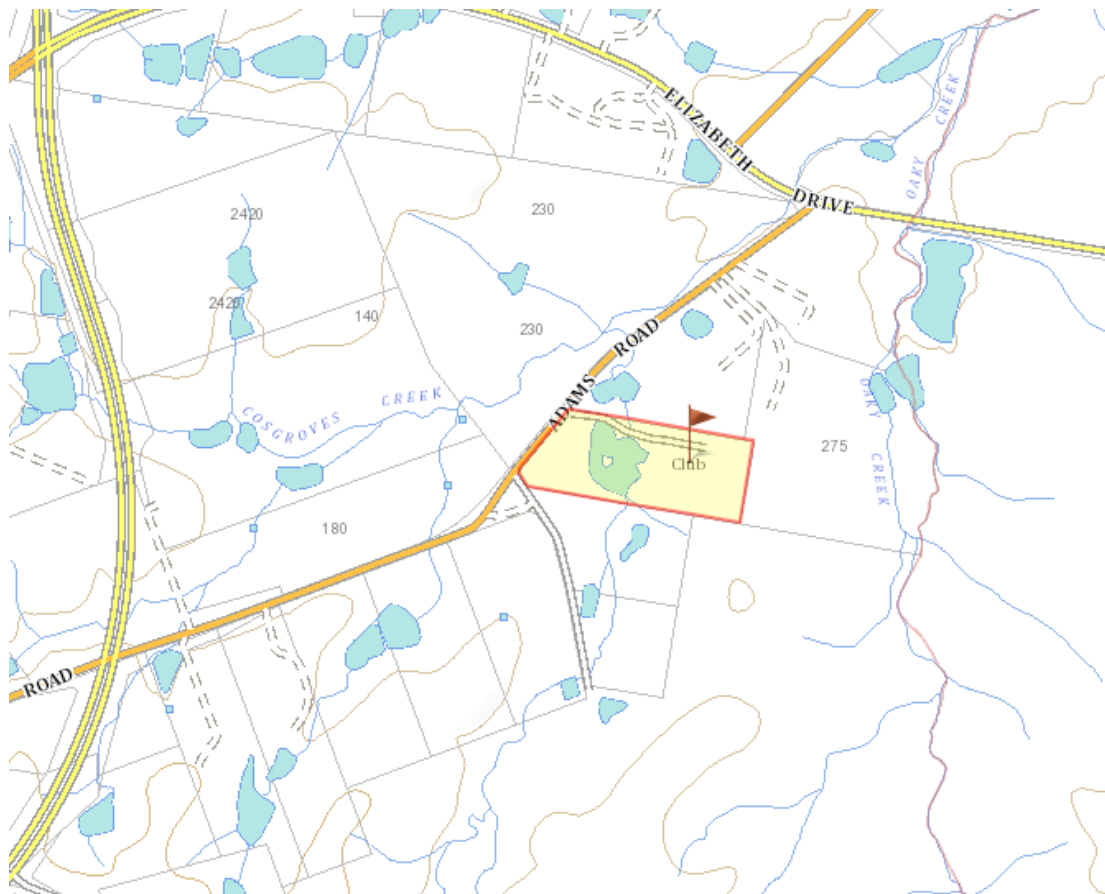 ELIZABETH
DRIVE
OAKY
CREEK
2420
230
2420
140
230
ADAMS
ROAD
COSGROVES
CREEK
OAKY
CREEK
275
Club
180
ROAD